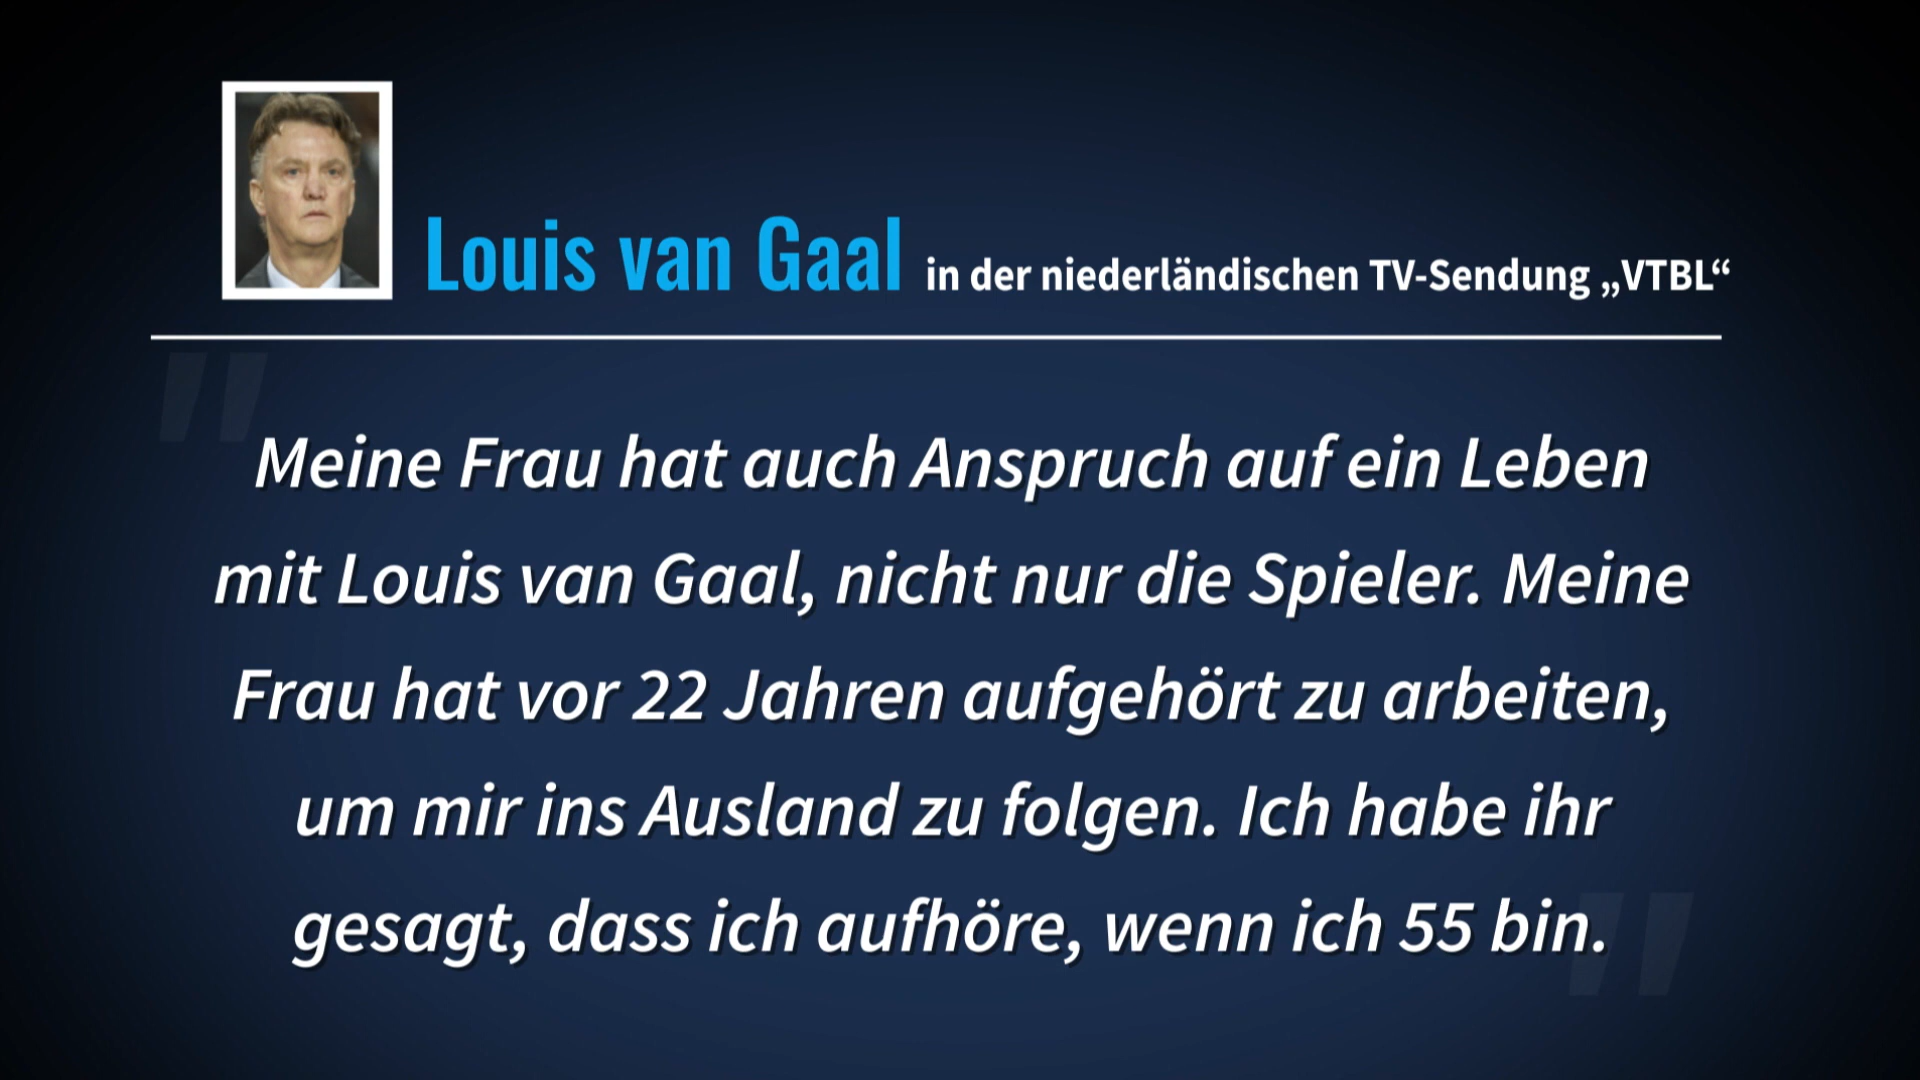 Louis van Gaal in der niederländischen TV-Sendung „VTBL“
Meine Frau hat auch Anspruch auf ein Leben
mit Louis van Gaal, nicht nur die Spieler. Meine
Frau hat vor 22 Jahren aufgehört zu arbeiten,
um mir ins Ausland zu folgen. Ich habe ihr
gesagt, dass ich aufhöre, wenn ich 55 bin.